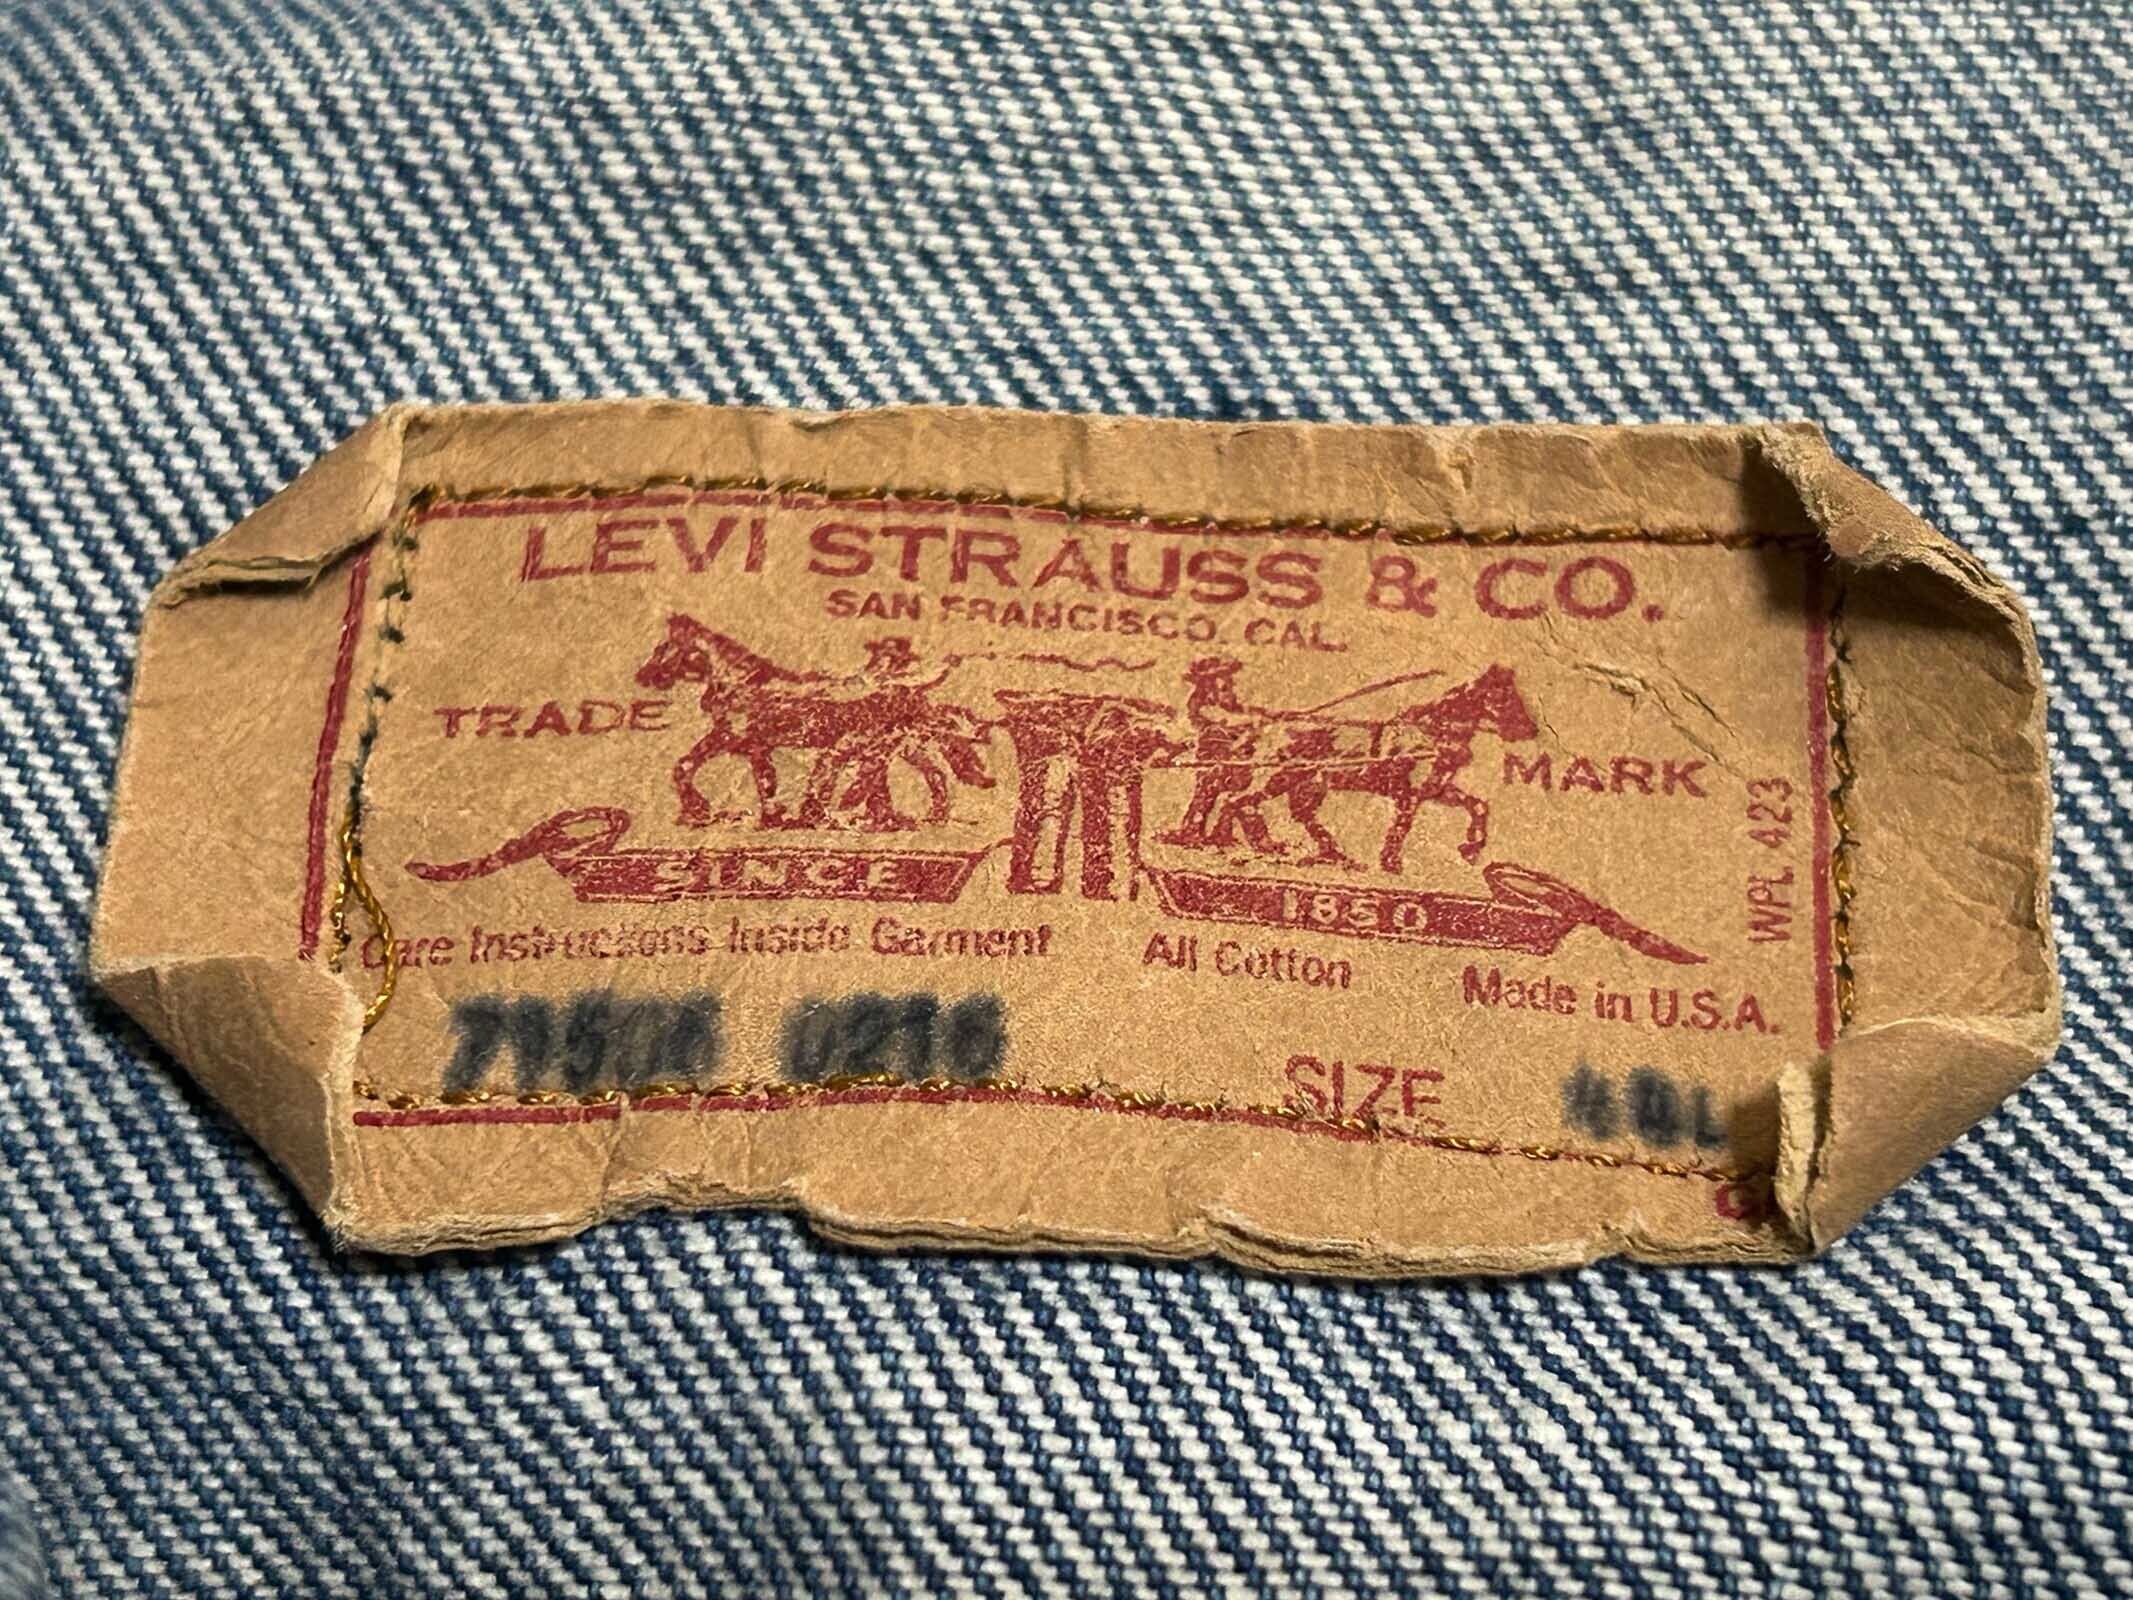 LEVI STRAUSS & CO.
SAN FRANCISCO. CAL.
TRADE MARK
SINCE 1850
WPL 423
Care Instructions Inside Garment All Cotton Made in U.S.A.
SIZE